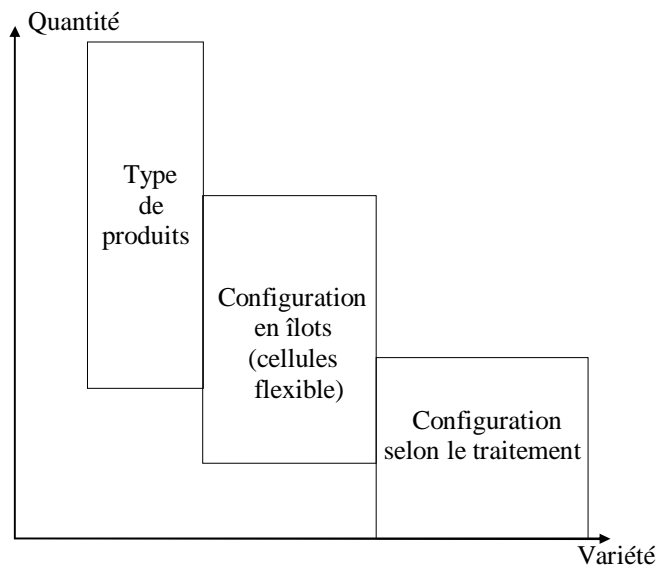 Quantité
Type
de
produits
Configuration
en îlots
(cellules
flexible)
Configuration
selon le traitement
Variété